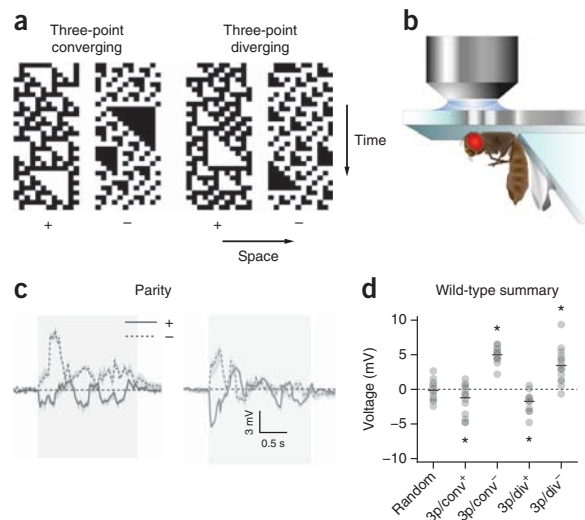 a
Three-point
converging
Three-point
diverging
+
–
+
–
Time
Space
b
c
Parity
+
–
3 mV
0.5 s
d
Wild-type summary
Voltage (mV)
10
5
0
−5
−10
*
*
*
*
Random
3p/conv⁺
3p/conv⁻
3p/div⁺
3p/div⁻